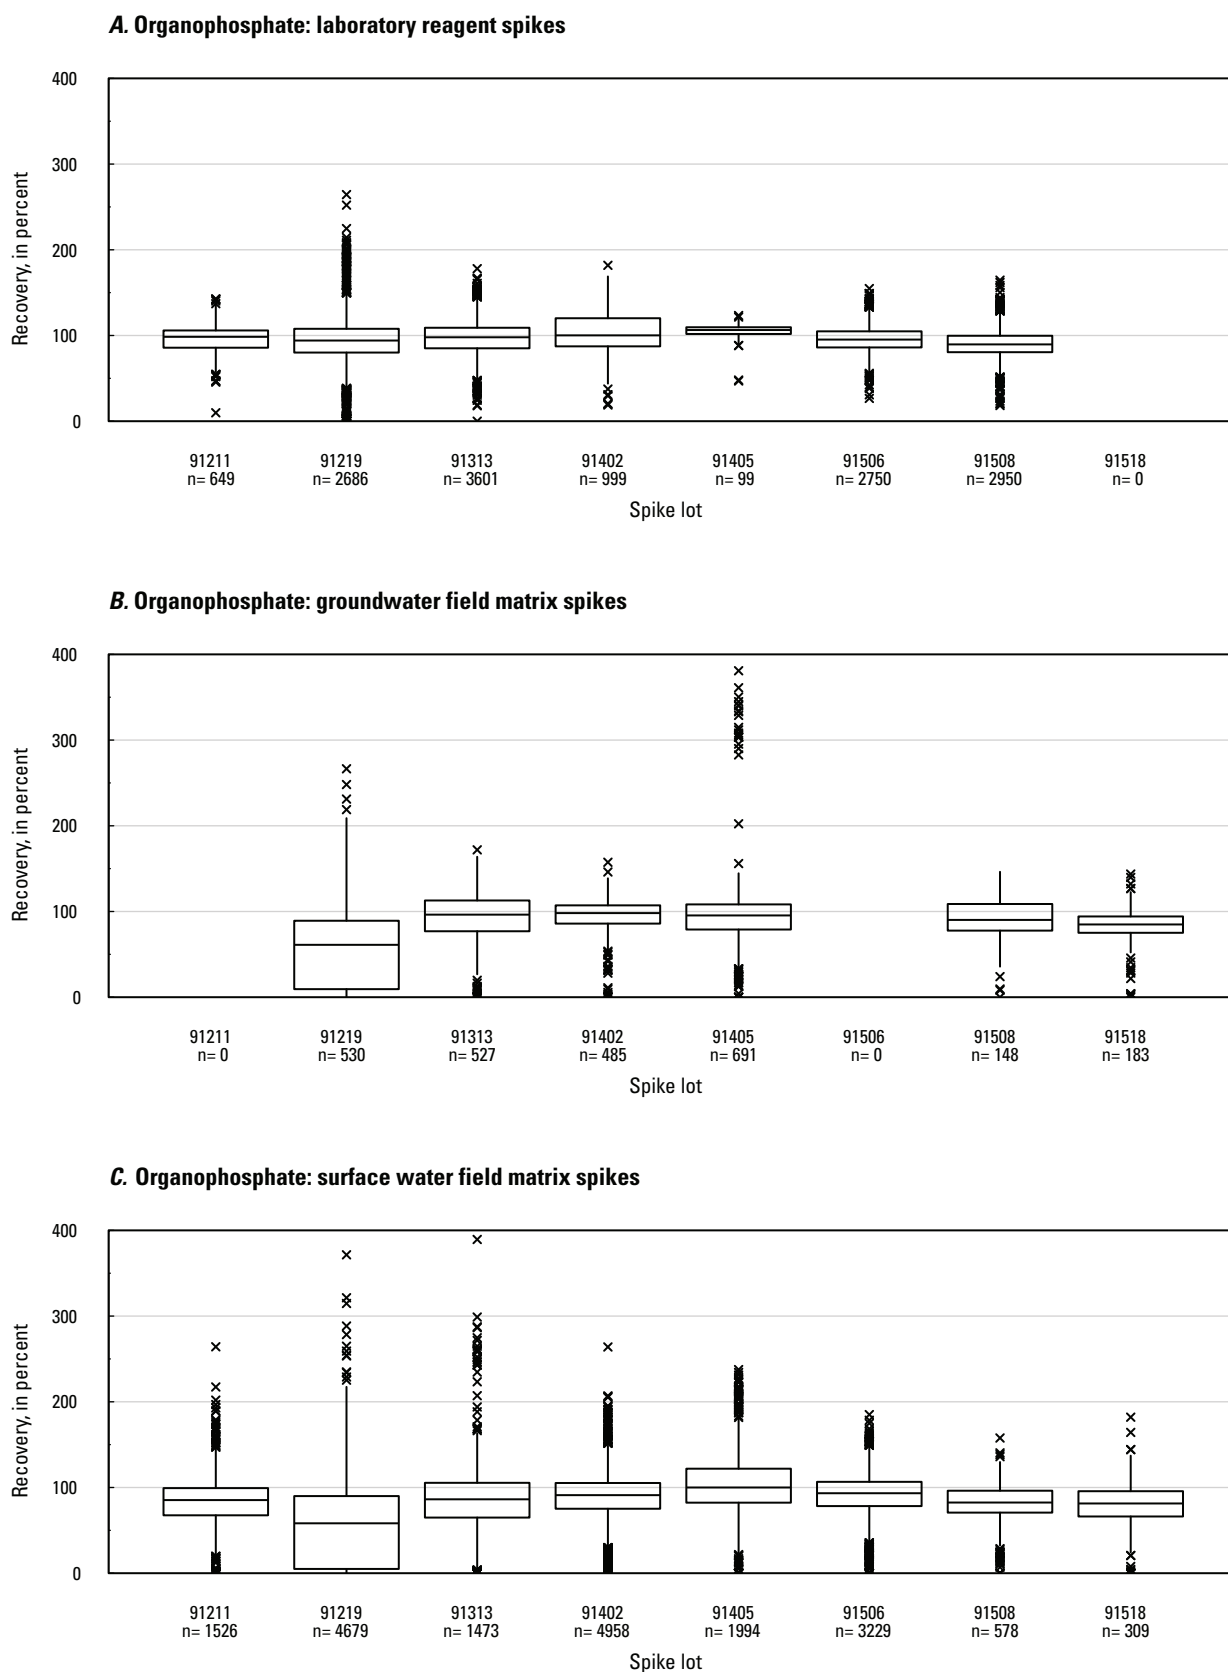 A. Organophosphate: laboratory reagent spikes
400
300
200
100
0
Recovery, in percent
91211 91219 91313 91402 91405 91506 91508 91518
n= 649 n= 2686 n= 3601 n= 999 n= 99 n= 2750 n= 2950 n= 0
Spike lot
B. Organophosphate: groundwater field matrix spikes
400
300
200
100
0
Recovery, in percent
91211 91219 91313 91402 91405 91506 91508 91518
n= 0 n= 530 n= 527 n= 485 n= 691 n= 0 n= 148 n= 183
Spike lot
C. Organophosphate: surface water field matrix spikes
400
300
200
100
0
Recovery, in percent
91211 91219 91313 91402 91405 91506 91508 91518
n= 1526 n= 4679 n= 1473 n= 4958 n= 1994 n= 3229 n= 578 n= 309
Spike lot